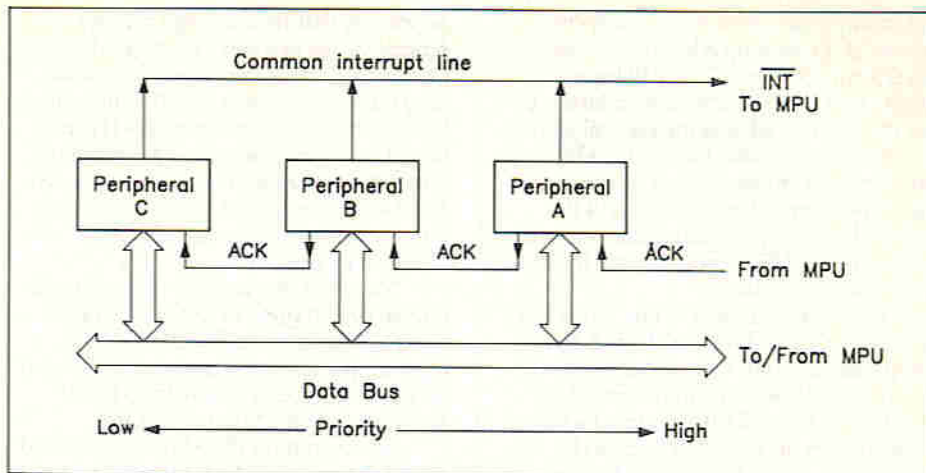 Common interrupt line
INT
To MPU
Peripheral
C
Peripheral
B
Peripheral
A
ACK
ACK
ACK
From MPU
To/From MPU
Data Bus
Low
Priority
High